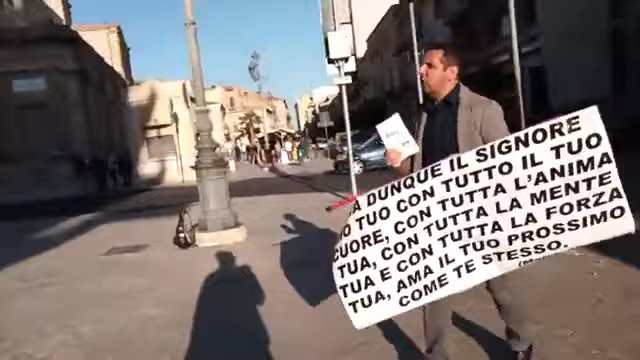 A DUNQUE IL SIGNORE
O TUO CON TUTTO IL TUO
CUORE, CON TUTTA L'ANIMA
TUA, CON TUTTA LA MENTE
TUA E CON TUTTA LA FORZA
TUA, AMA IL TUO PROSSIMO
COME TE STESSO.